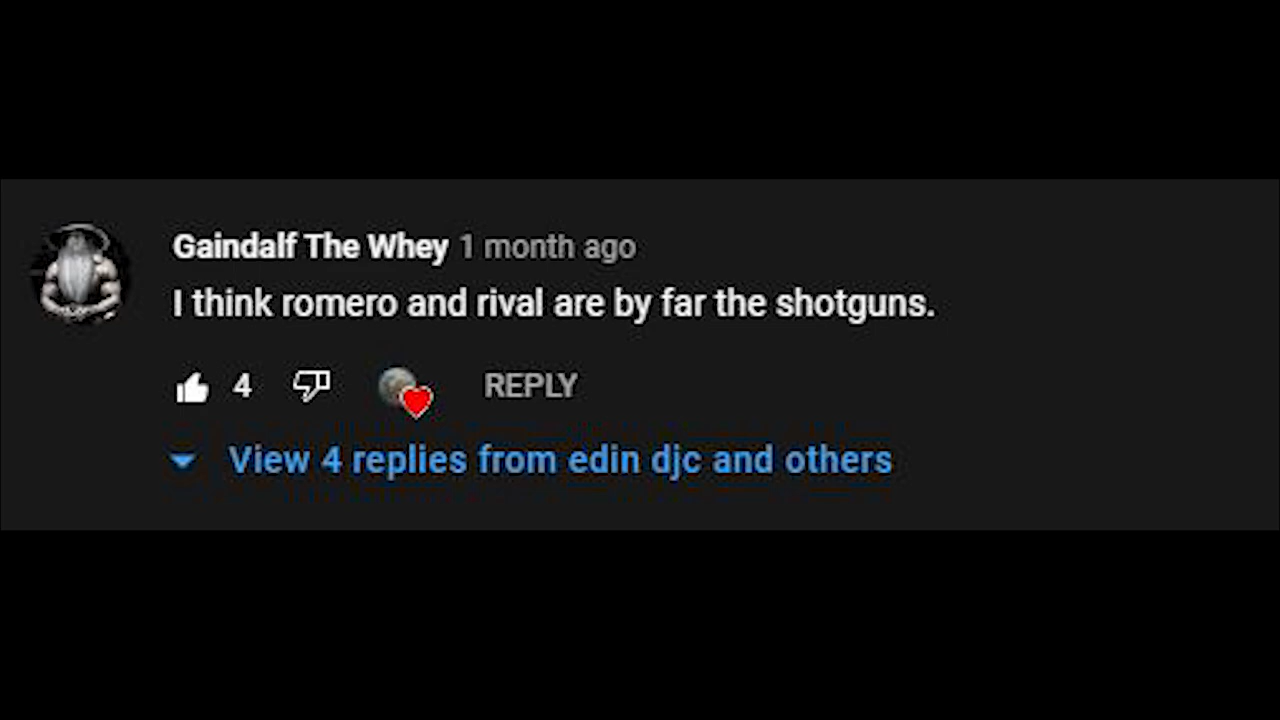 Gaindalf The Whey 1 month ago
I think romero and rival are by far the shotguns.
4 REPLY
View 4 replies from edin djc and others